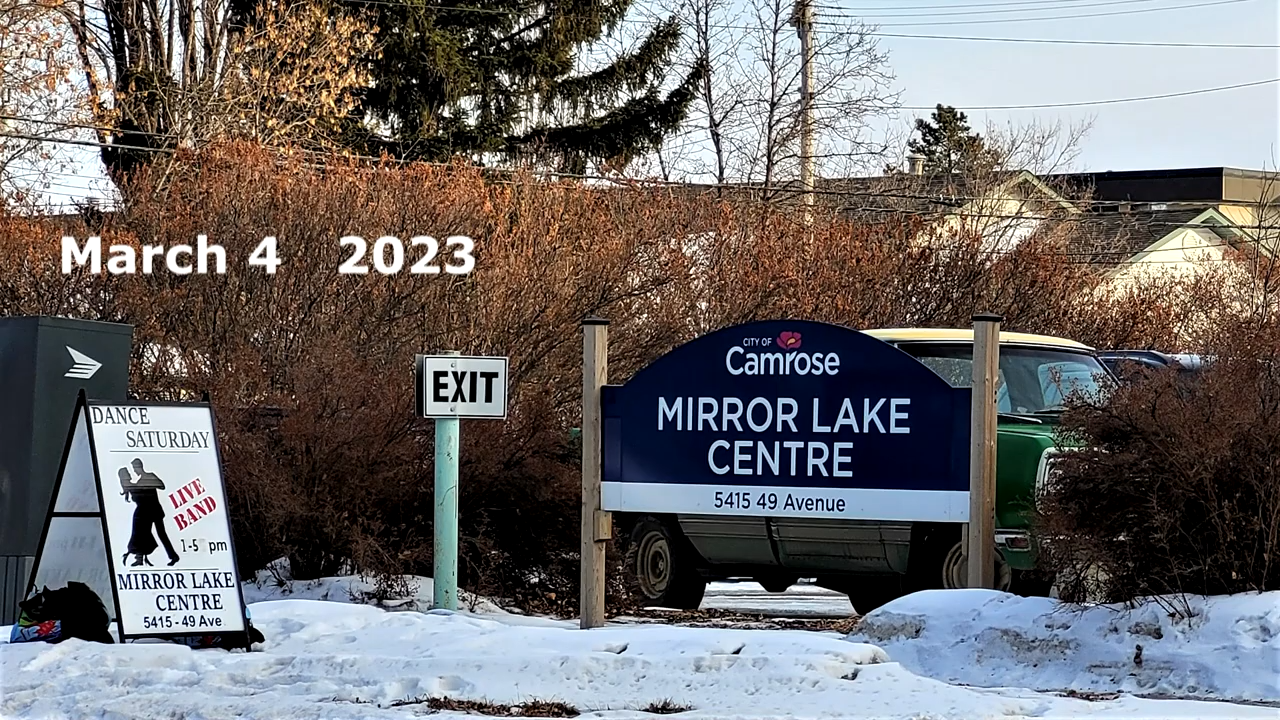 March 4 2023
DANCE
SATURDAY
LIVE
BAND
1-5 pm
MIRROR LAKE
CENTRE
5415 - 49 Ave
EXIT
CITY OF
Camrose
MIRROR LAKE
CENTRE
5415 49 Avenue